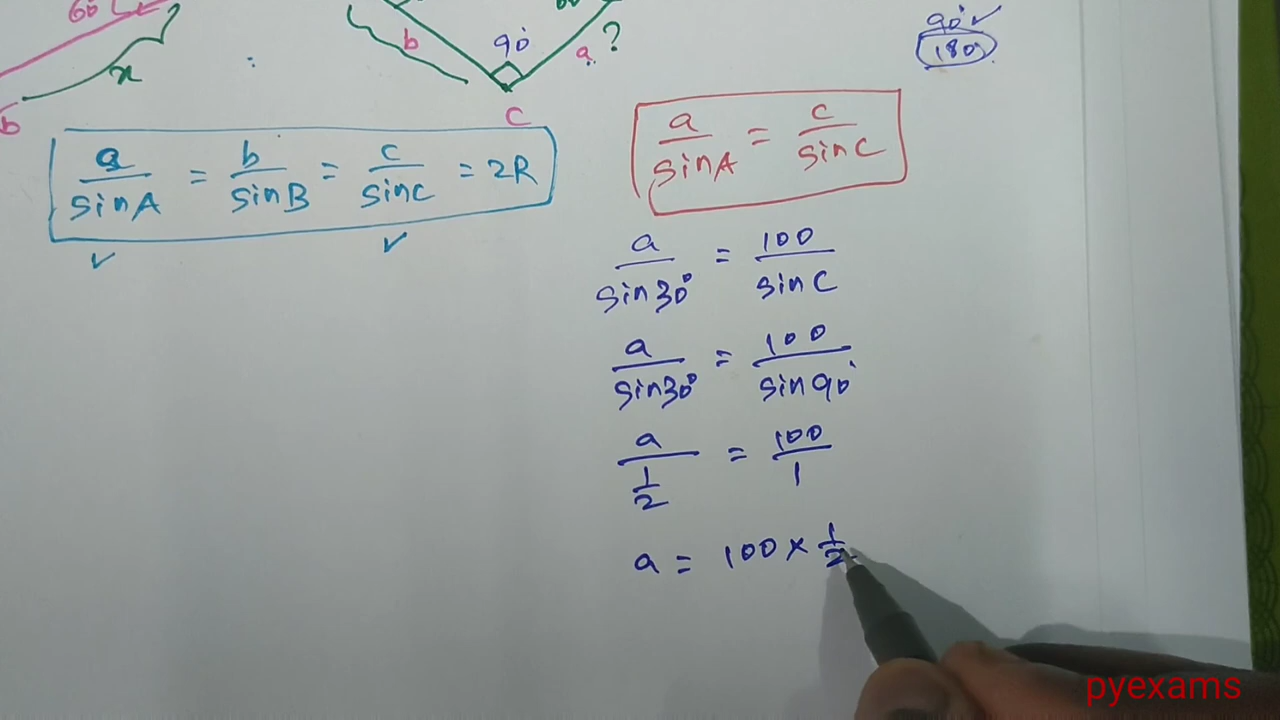 60
x
b
b
90°
a ?
c
90° ✓
180
a/sinA = b/sinB = c/sinC = 2R
✓ ✓
a/sinA = c/sinC
a/sin30° = 100/sinC
a/sin30° = 100/sin90°
a/(1/2) = 100/1
a = 100 × 1/2
pyexams